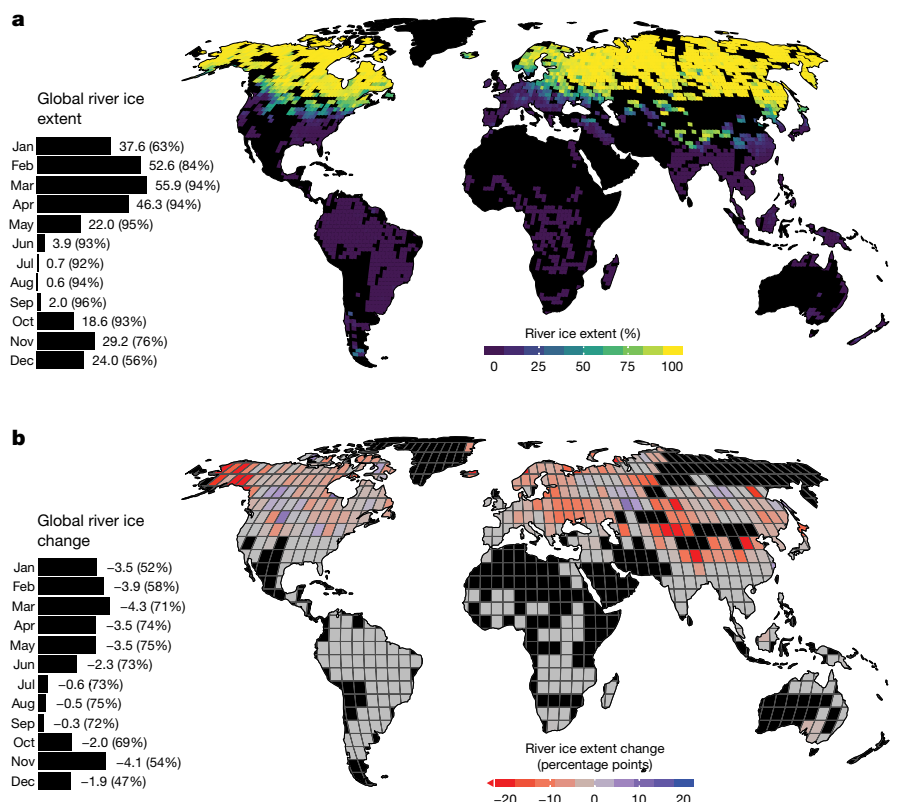 a
Global river ice
extent
Jan 37.6 (63%)
Feb 52.6 (84%)
Mar 55.9 (94%)
Apr 46.3 (94%)
May 22.0 (95%)
Jun 3.9 (93%)
Jul 0.7 (92%)
Aug 0.6 (94%)
Sep 2.0 (96%)
Oct 18.6 (93%)
Nov 29.2 (76%)
Dec 24.0 (56%)
River ice extent (%)
0 25 50 75 100
b
Global river ice
change
Jan −3.5 (52%)
Feb −3.9 (58%)
Mar −4.3 (71%)
Apr −3.5 (74%)
May −3.5 (75%)
Jun −2.3 (73%)
Jul −0.6 (73%)
Aug −0.5 (75%)
Sep −0.3 (72%)
Oct −2.0 (69%)
Nov −4.1 (54%)
Dec −1.9 (47%)
River ice extent change
(percentage points)
−20 −10 0 10 20